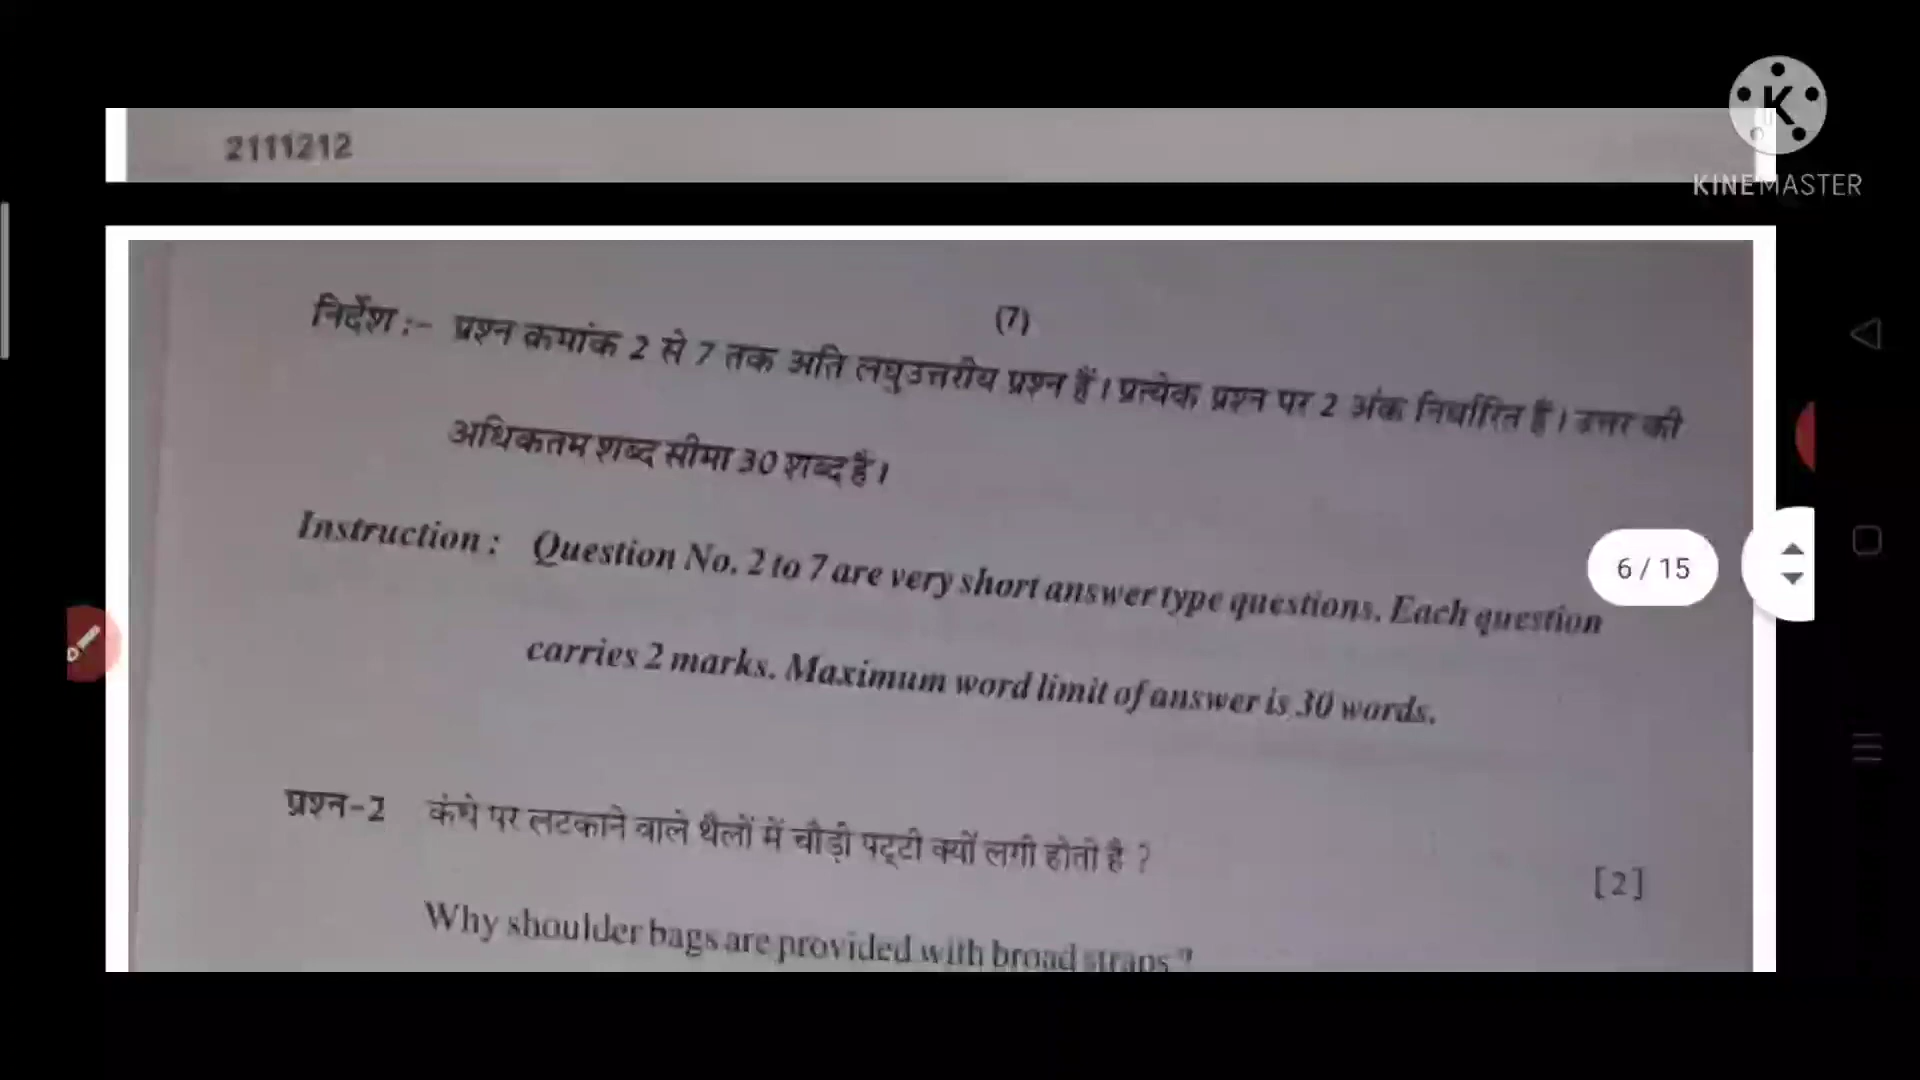 2111212
KINEMASTER
(7)
निर्देश :- प्रश्न क्रमांक 2 से 7 तक अति लघुउत्तरीय प्रश्न हैं। प्रत्येक प्रश्न पर 2 अंक निर्धारित हैं। उत्तर की
अधिकतम शब्द सीमा 30 शब्द है।
Instruction : Question No. 2 to 7 are very short answer type questions. Each question
6 / 15
carries 2 marks. Maximum word limit of answer is 30 words.
प्रश्न-2 कंधे पर लटकाने वाले थैलों में चौड़ी पट्टी क्यों लगी होती है ?
[2]
Why shoulder bags are provided with broad straps ?